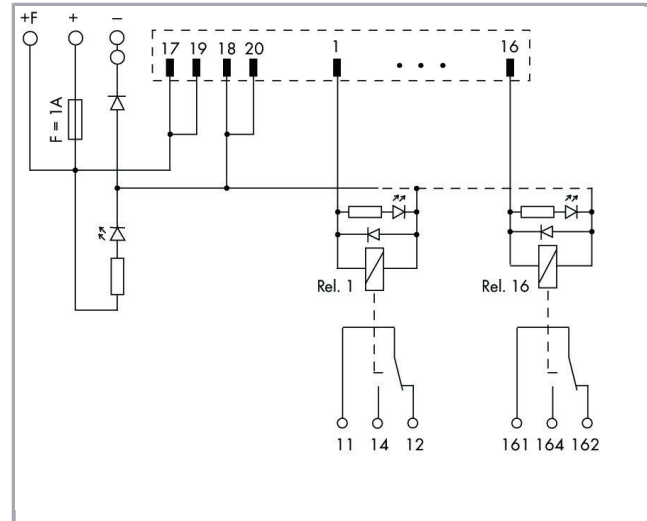 +F + −
17 19 18 20 1 • • • 16
F = 1A
Rel. 1 Rel. 16
11 14 12 161 164 162